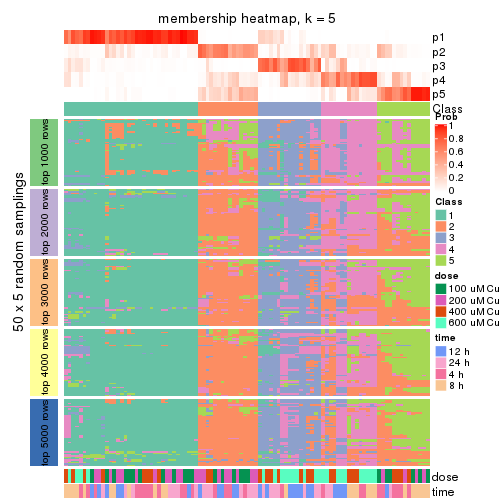 membership heatmap, k = 5
p1
p2
p3
p4
p5
Class
50 x 5 random samplings
top 1000 rows
top 2000 rows
top 3000 rows
top 4000 rows
top 5000 rows
dose
time
Prob
1
0.8
0.6
0.4
0.2
0
Class
1
2
3
4
5
dose
100 uM Cu
200 uM Cu
400 uM Cu
600 uM Cu
time
12 h
24 h
4 h
8 h